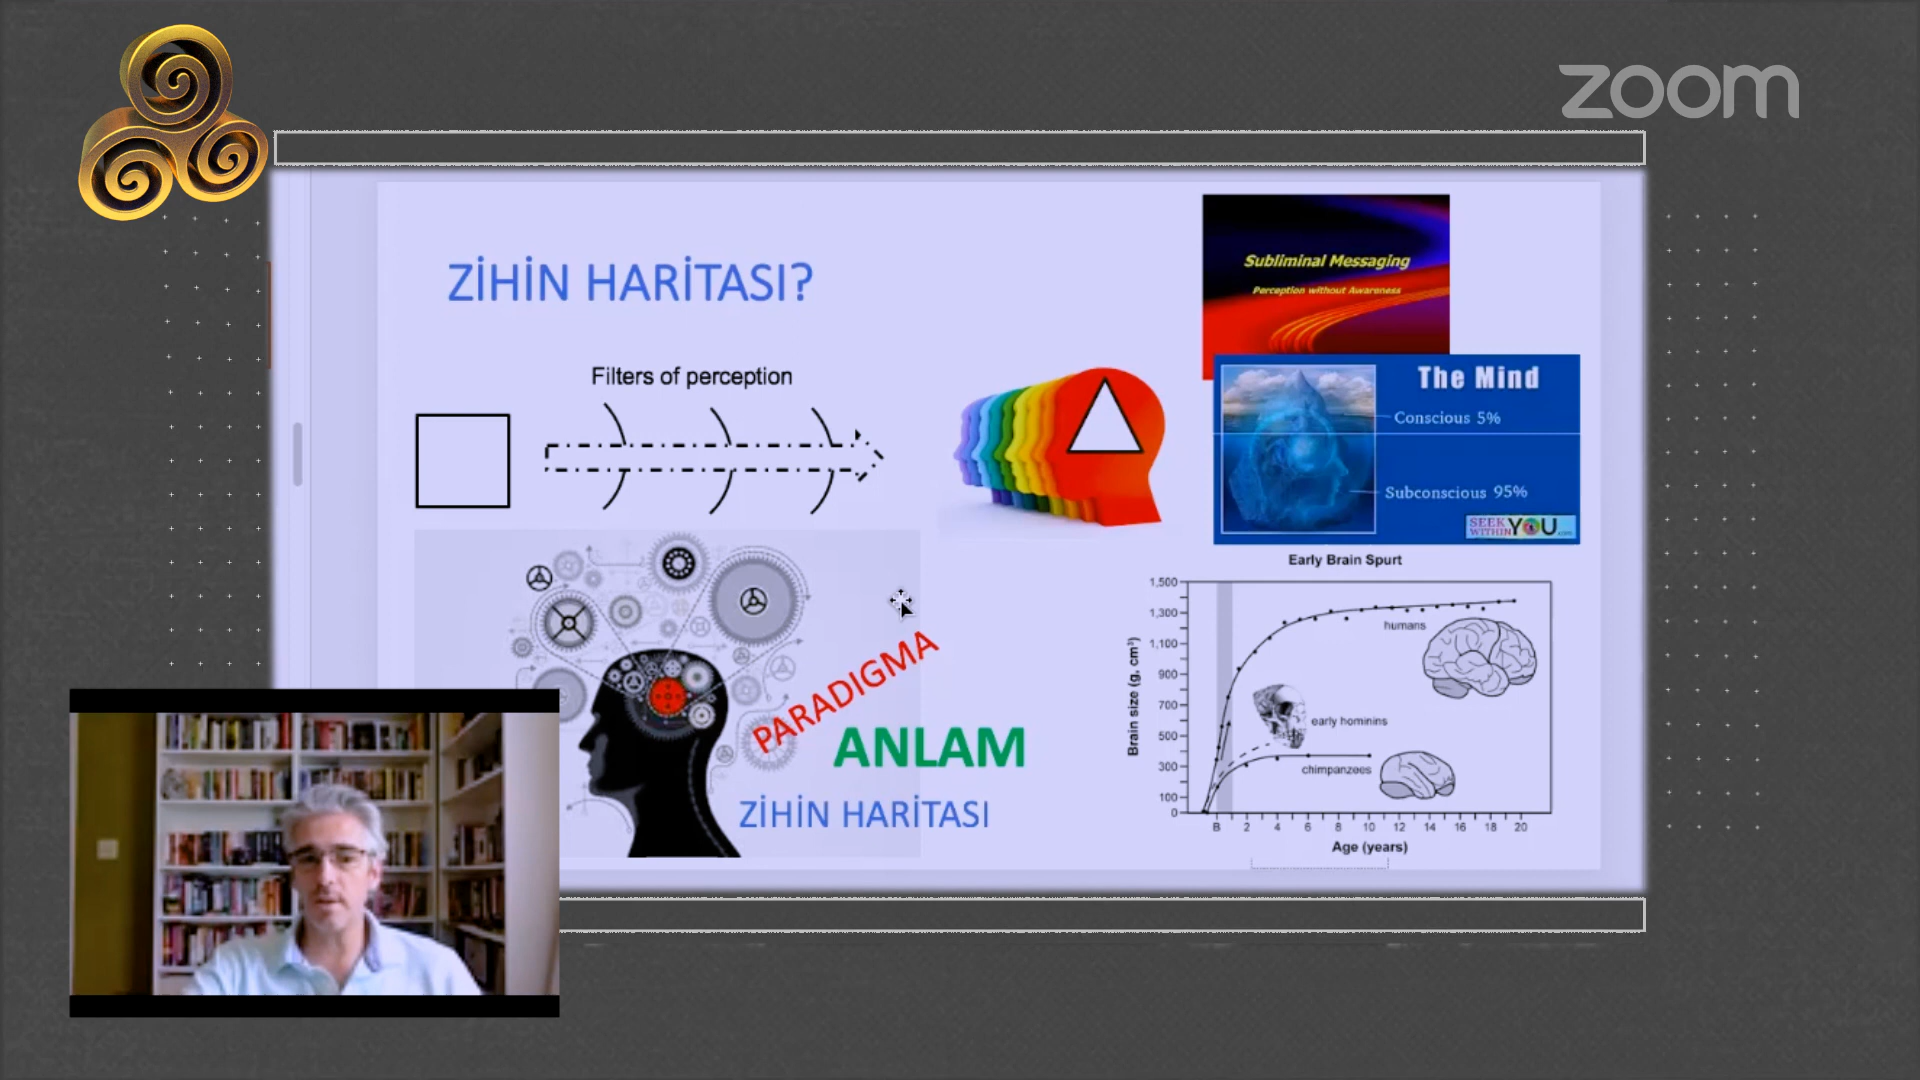 zoom
ZİHİN HARİTASI?
Subliminal Messaging
Perception without Awareness
Filters of perception
The Mind
Conscious 5%
Subconscious 95%
SEEK
WITHIN YOU.com
PARADIGMA
ANLAM
ZİHİN HARİTASI
Early Brain Spurt
Brain size (g, cm³)
1,500
1,300
1,100
900
700
500
300
100
0
humans
early hominins
chimpanzees
B 2 4 6 8 10 12 14 16 18 20
Age (years)